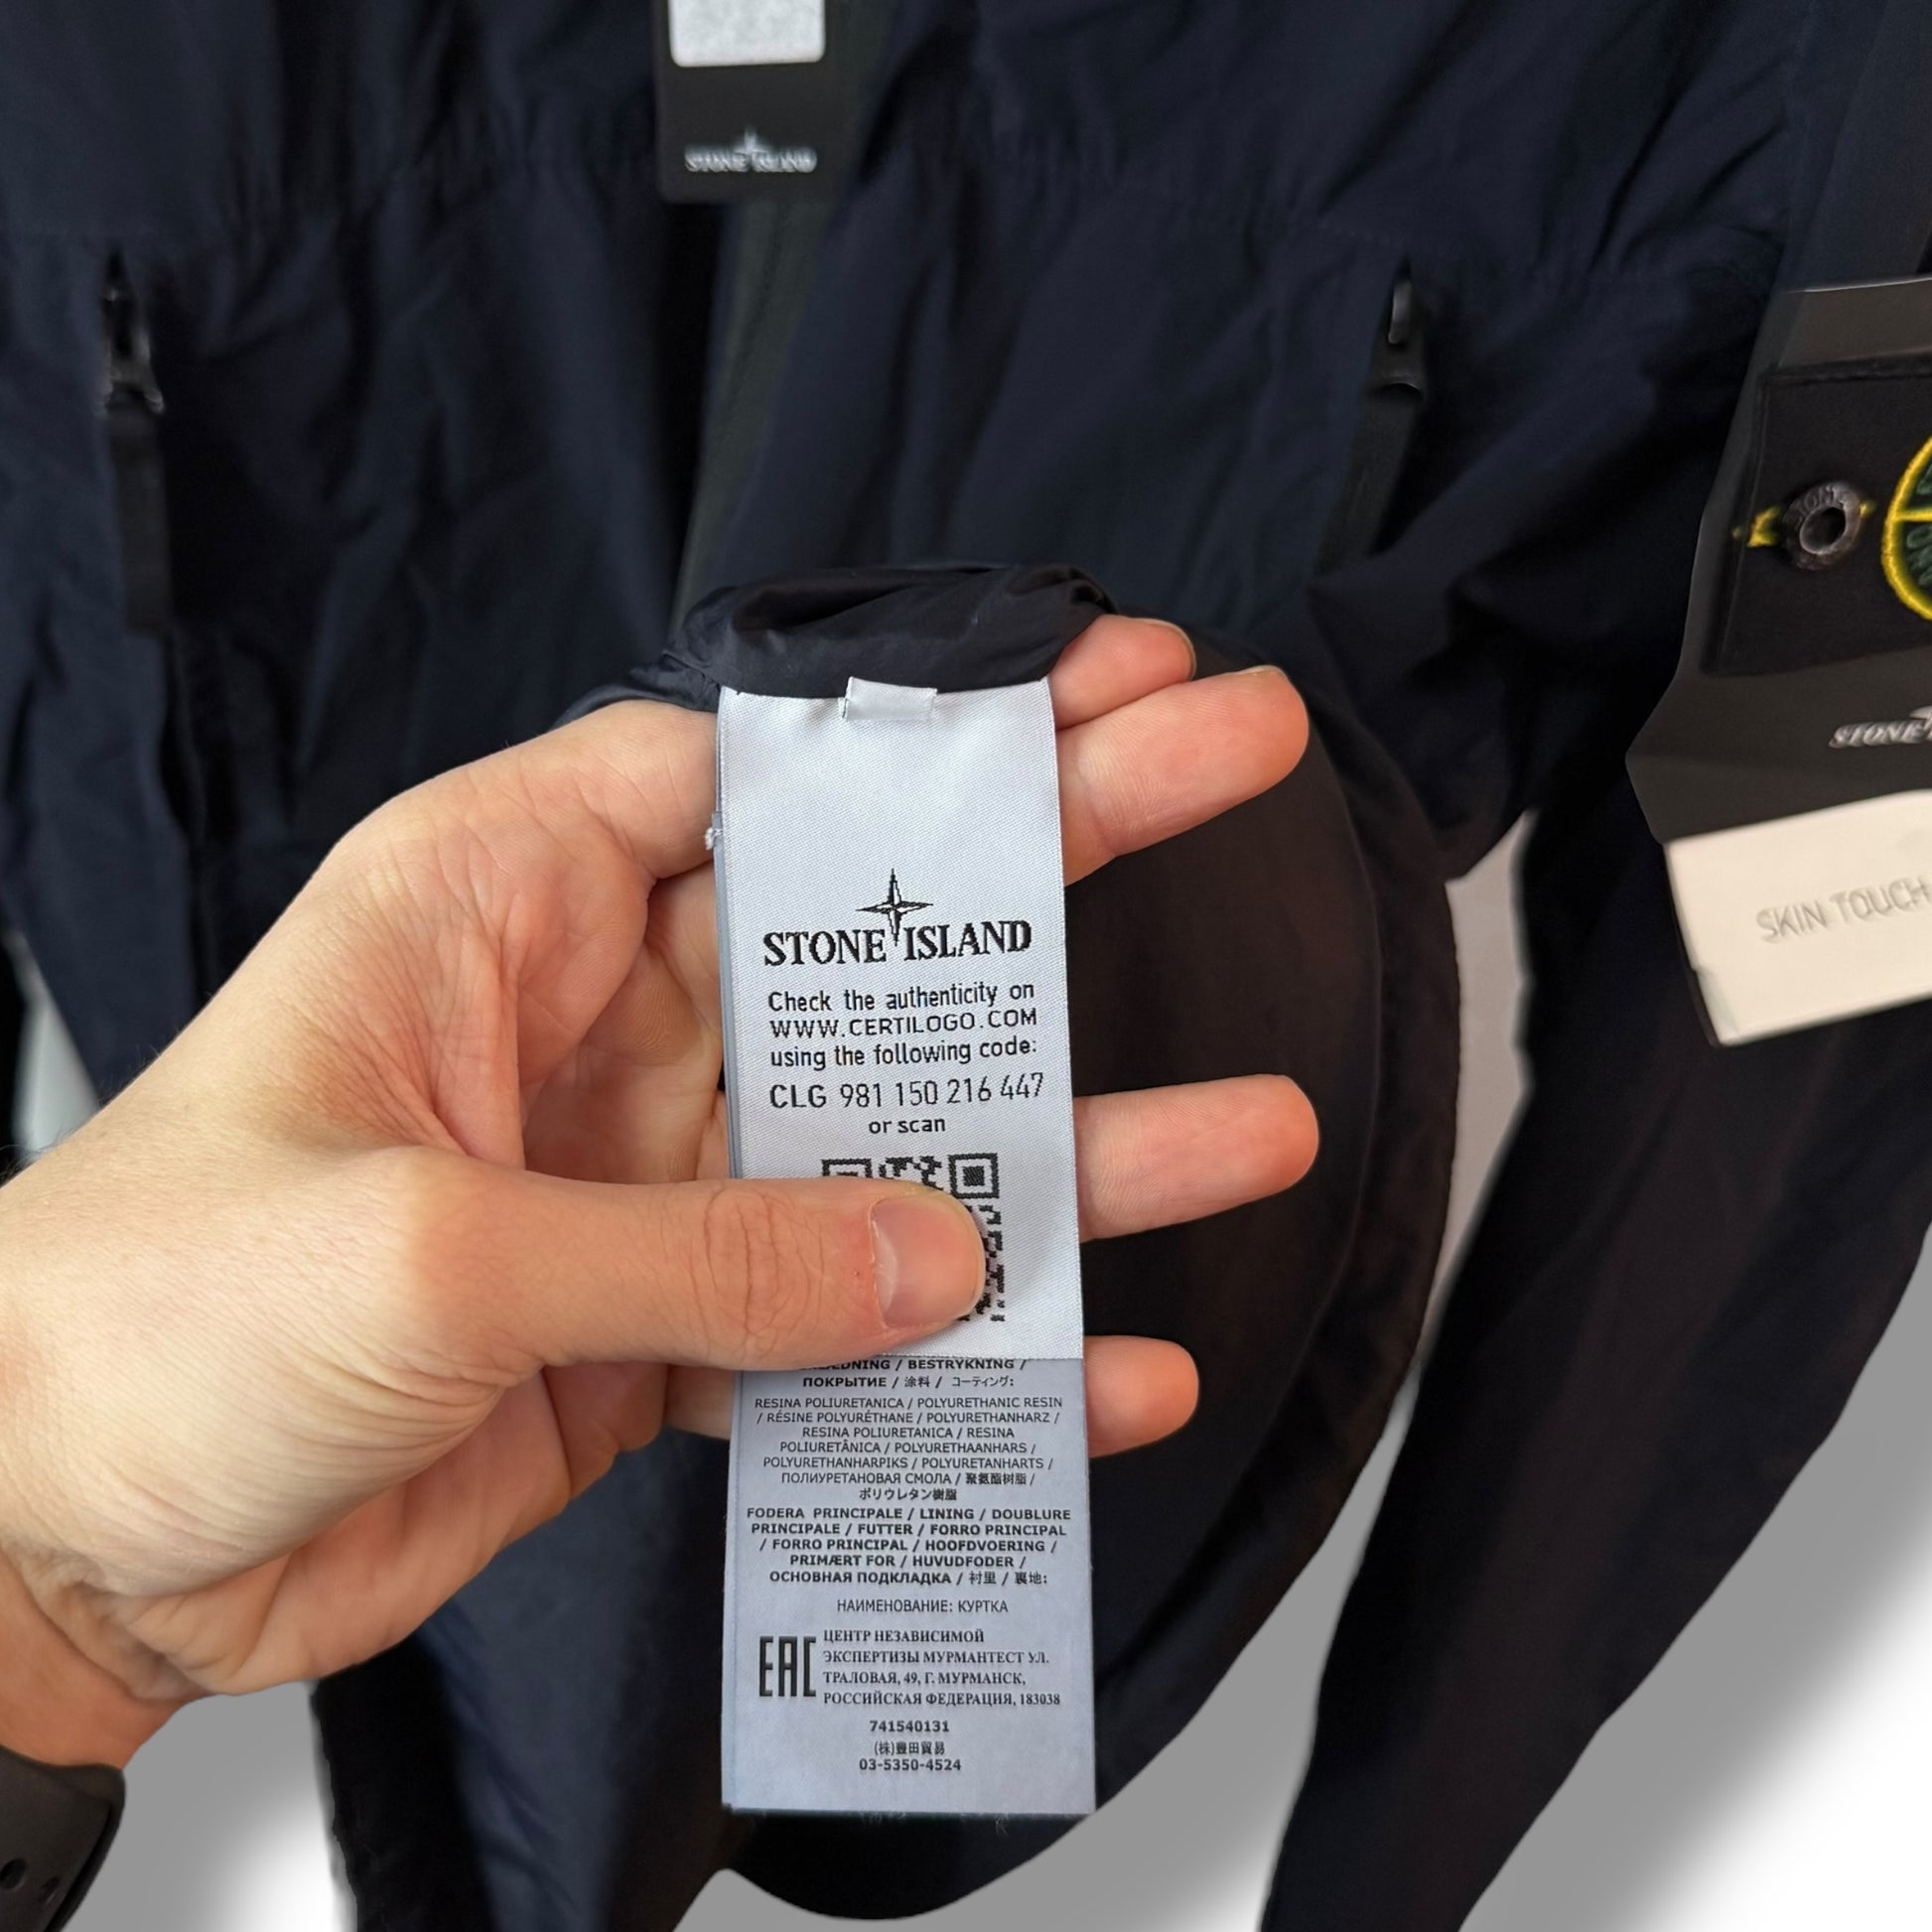 STONE ISLAND
STONE
SKIN TOUCH
STONE ISLAND
Check the authenticity on
WWW.CERTILOGO.COM
using the following code:
CLG 981 150 216 447
or scan
/ BESTRYKNING /
ПОКРЫТИЕ / 涂料 / コーティング:
RESINA POLIURETANICA / POLYURETHANIC RESIN
/ RÉSINE POLYURÉTHANE / POLYURETHANHARZ /
RESINA POLIURETANICA / RESINA
POLIURETÂNICA / POLYURETHAANHARS /
POLYURETHANHARPIKS / POLYURETANHARTS /
ПОЛИУРЕТАНОВАЯ СМОЛА / 聚氨酯树脂 /
ポリウレタン樹脂
FODERA PRINCIPALE / LINING / DOUBLURE
PRINCIPALE / FUTTER / FORRO PRINCIPAL
/ FORRO PRINCIPAL / HOOFDVOERING /
PRIMÆRT FOR / HUVUDFODER /
ОСНОВНАЯ ПОДКЛАДКА / 衬里 / 裏地:
НАИМЕНОВАНИЕ: КУРТКА
EAC
ЦЕНТР НЕЗАВИСИМОЙ
ЭКСПЕРТИЗЫ МУРМАНТЕСТ УЛ.
ТРАЛОВАЯ, 49, Г. МУРМАНСК,
РОССИЙСКАЯ ФЕДЕРАЦИЯ, 183038
741540131
(株)豊田貿易
03-5350-4524